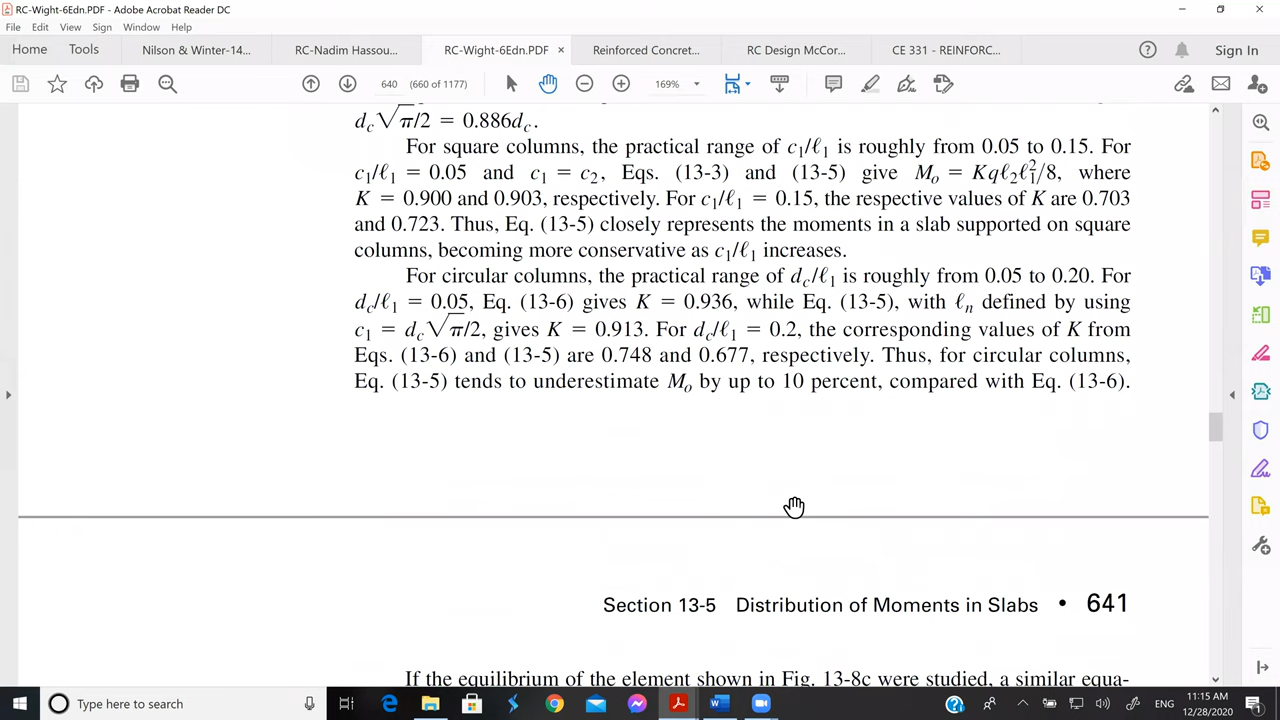 RC-Wight-6Edn.PDF - Adobe Acrobat Reader DC
File Edit View Sign Window Help
Home Tools Nilson & Winter-14... RC-Nadim Hassou... RC-Wight-6Edn.PDF × Reinforced Concret... RC Design McCor... CE 331 - REINFORC... Sign In
640 (660 of 1177) 169%
d_c√π/2 = 0.886d_c.
For square columns, the practical range of c₁/ℓ₁ is roughly from 0.05 to 0.15. For
c₁/ℓ₁ = 0.05 and c₁ = c₂, Eqs. (13-3) and (13-5) give M_o = Kqℓ₂ℓ₁²/8, where
K = 0.900 and 0.903, respectively. For c₁/ℓ₁ = 0.15, the respective values of K are 0.703
and 0.723. Thus, Eq. (13-5) closely represents the moments in a slab supported on square
columns, becoming more conservative as c₁/ℓ₁ increases.
For circular columns, the practical range of d_c/ℓ₁ is roughly from 0.05 to 0.20. For
d_c/ℓ₁ = 0.05, Eq. (13-6) gives K = 0.936, while Eq. (13-5), with ℓ_n defined by using
c₁ = d_c√π/2, gives K = 0.913. For d_c/ℓ₁ = 0.2, the corresponding values of K from
Eqs. (13-6) and (13-5) are 0.748 and 0.677, respectively. Thus, for circular columns,
Eq. (13-5) tends to underestimate M_o by up to 10 percent, compared with Eq. (13-6).
Section 13-5 Distribution of Moments in Slabs • 641
If the equilibrium of the element shown in Fig. 13-8c were studied, a similar equa-
Type here to search
ENG
11:15 AM
12/28/2020